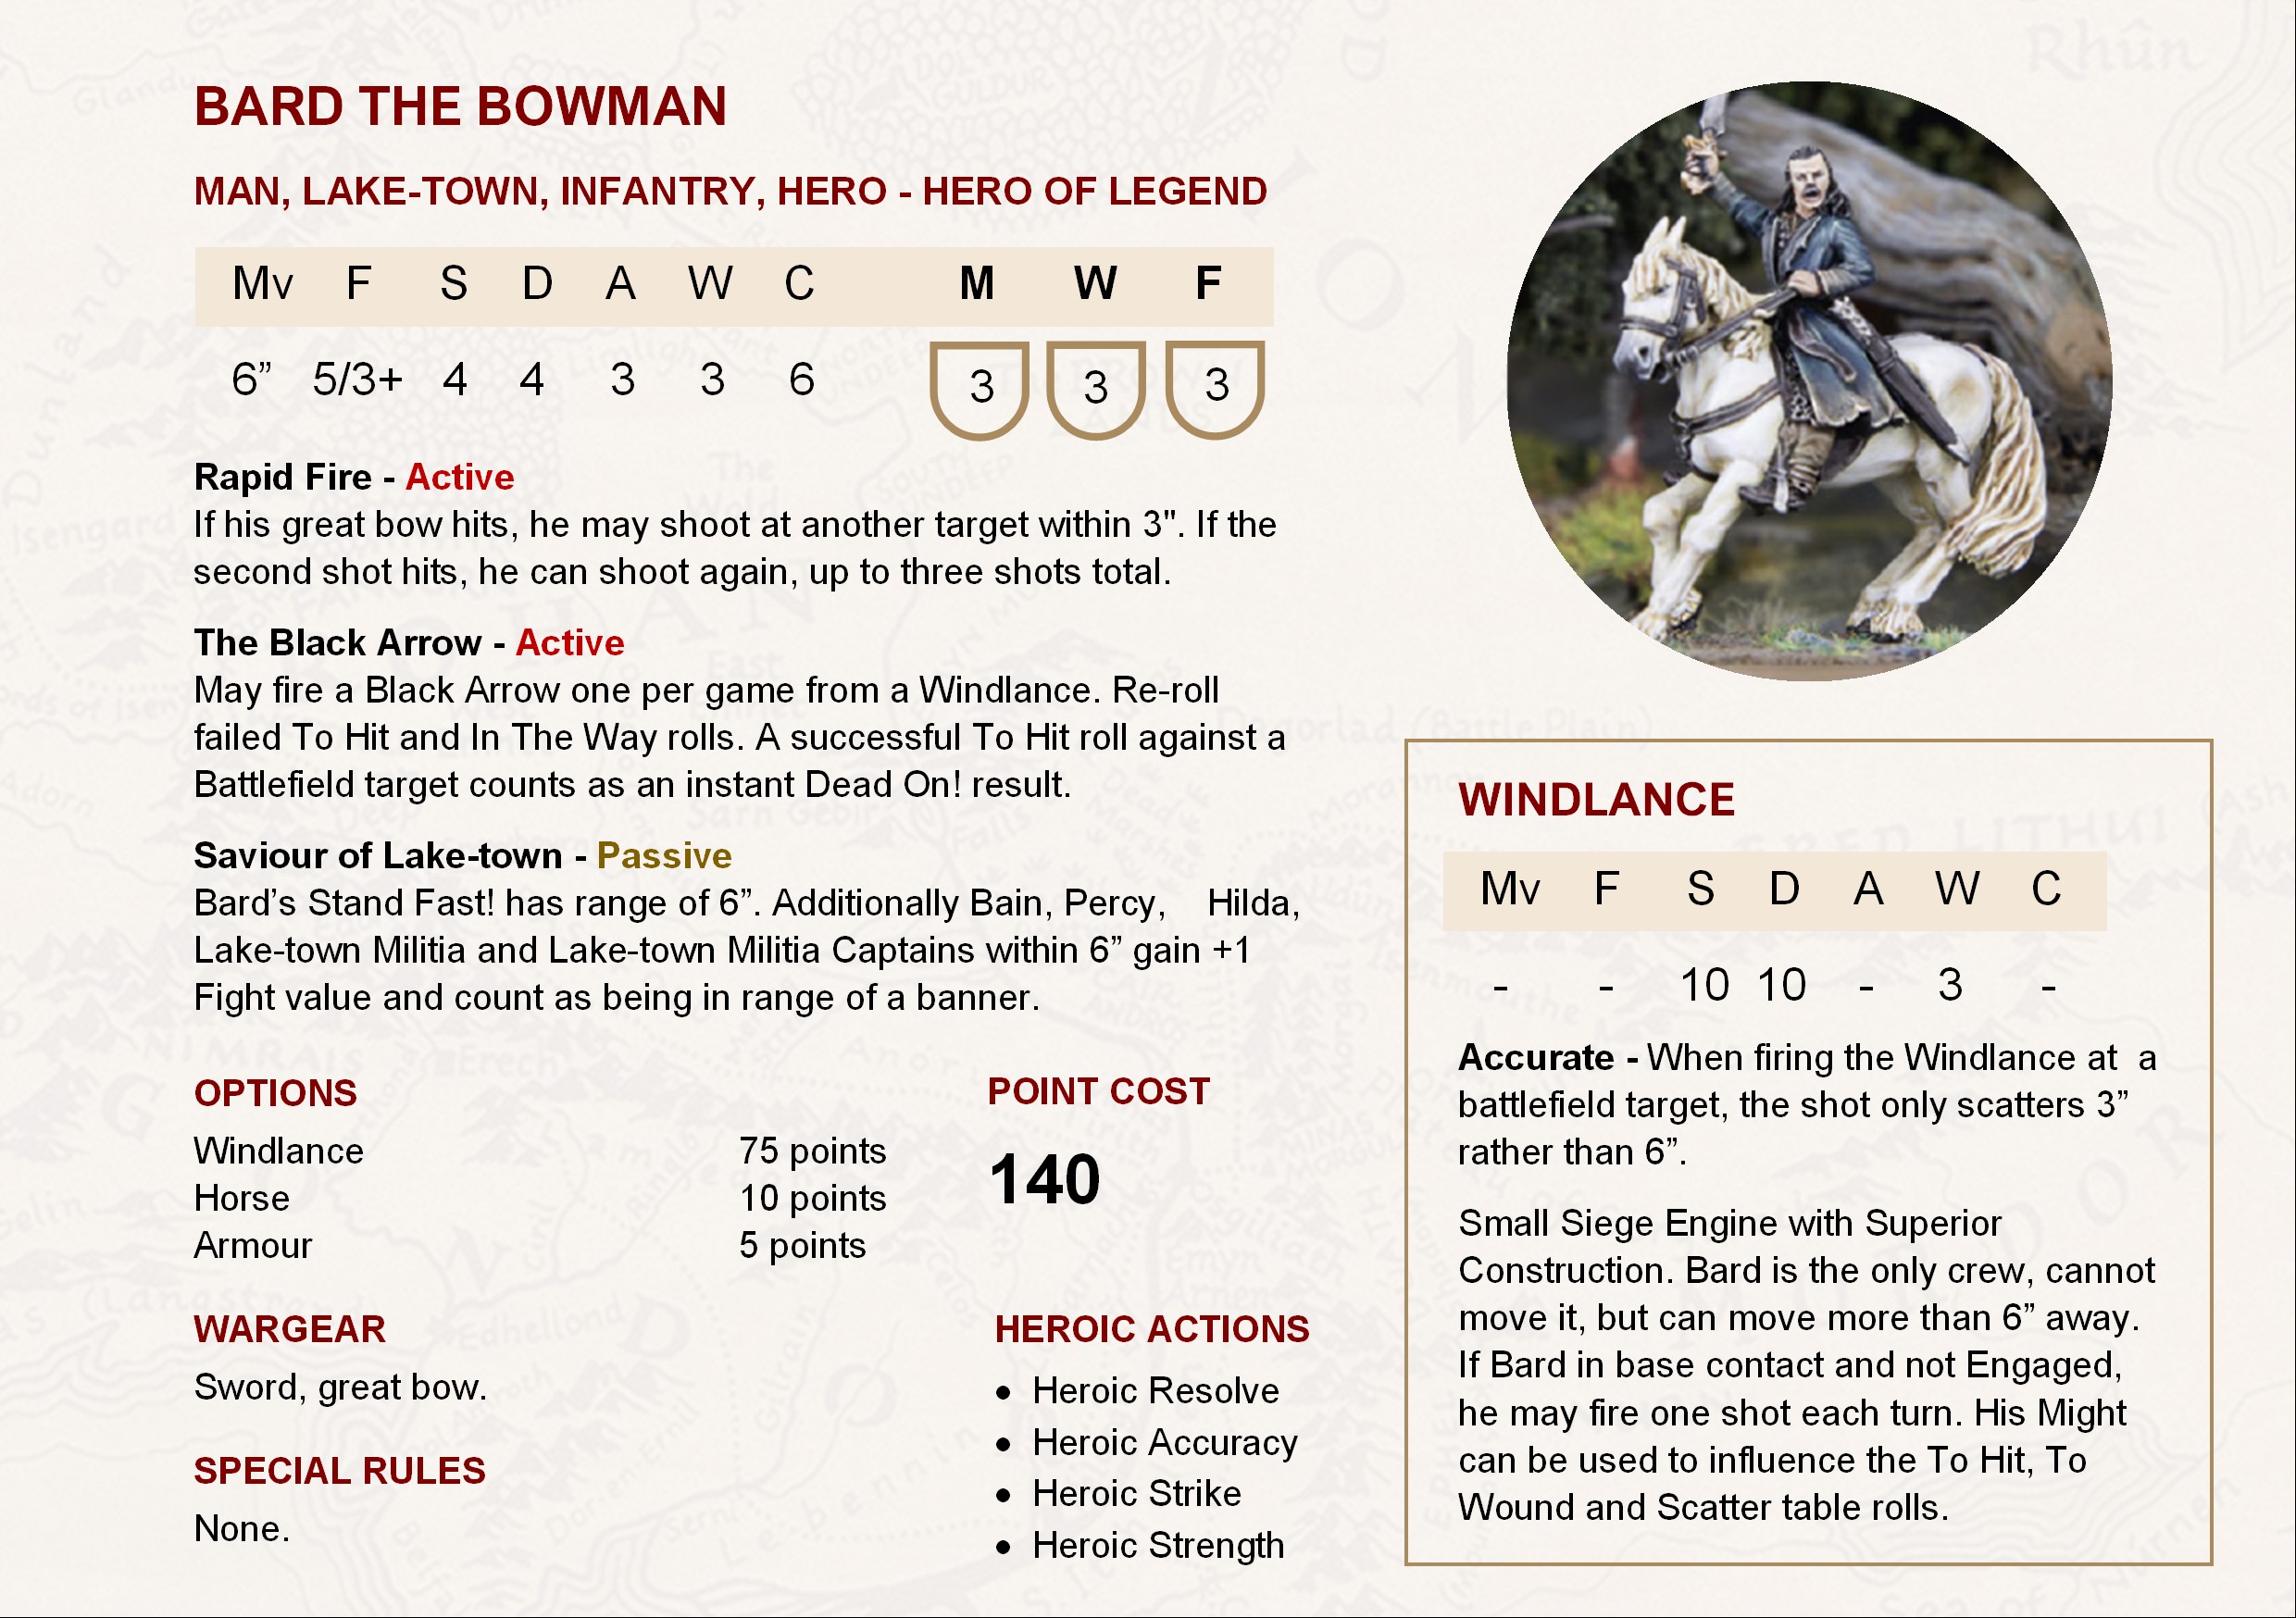 BARD THE BOWMAN
MAN, LAKE-TOWN, INFANTRY, HERO - HERO OF LEGEND
Mv F S D A W C M W F
6” 5/3+ 4 4 3 3 6 3 3 3
Rapid Fire - Active
If his great bow hits, he may shoot at another target within 3". If the
second shot hits, he can shoot again, up to three shots total.
The Black Arrow - Active
May fire a Black Arrow one per game from a Windlance. Re-roll
failed To Hit and In The Way rolls. A successful To Hit roll against a
Battlefield target counts as an instant Dead On! result.
Saviour of Lake-town - Passive
Bard’s Stand Fast! has range of 6”. Additionally Bain, Percy, Hilda,
Lake-town Militia and Lake-town Militia Captains within 6” gain +1
Fight value and count as being in range of a banner.
OPTIONS
Windlance 75 points
Horse 10 points
Armour 5 points
POINT COST
140
WARGEAR
Sword, great bow.
SPECIAL RULES
None.
HEROIC ACTIONS
• Heroic Resolve
• Heroic Accuracy
• Heroic Strike
• Heroic Strength
WINDLANCE
Mv F S D A W C
- - 10 10 - 3 -
Accurate - When firing the Windlance at a
battlefield target, the shot only scatters 3”
rather than 6”.
Small Siege Engine with Superior
Construction. Bard is the only crew, cannot
move it, but can move more than 6” away.
If Bard in base contact and not Engaged,
he may fire one shot each turn. His Might
can be used to influence the To Hit, To
Wound and Scatter table rolls.
Rhûn
Dunland
Isengard
Adorn
Dagorlad (Battle Plain)
Erech
NIMRAIS
Edhellond